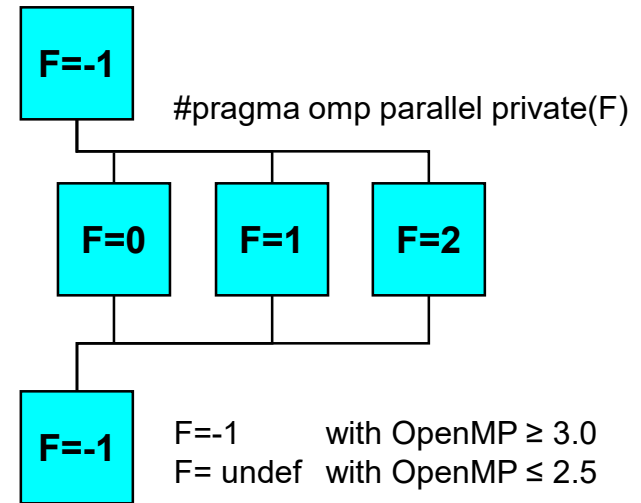 F=-1
#pragma omp parallel private(F)
F=0 F=1 F=2
F=-1
F=-1 with OpenMP ≥ 3.0
F= undef with OpenMP ≤ 2.5